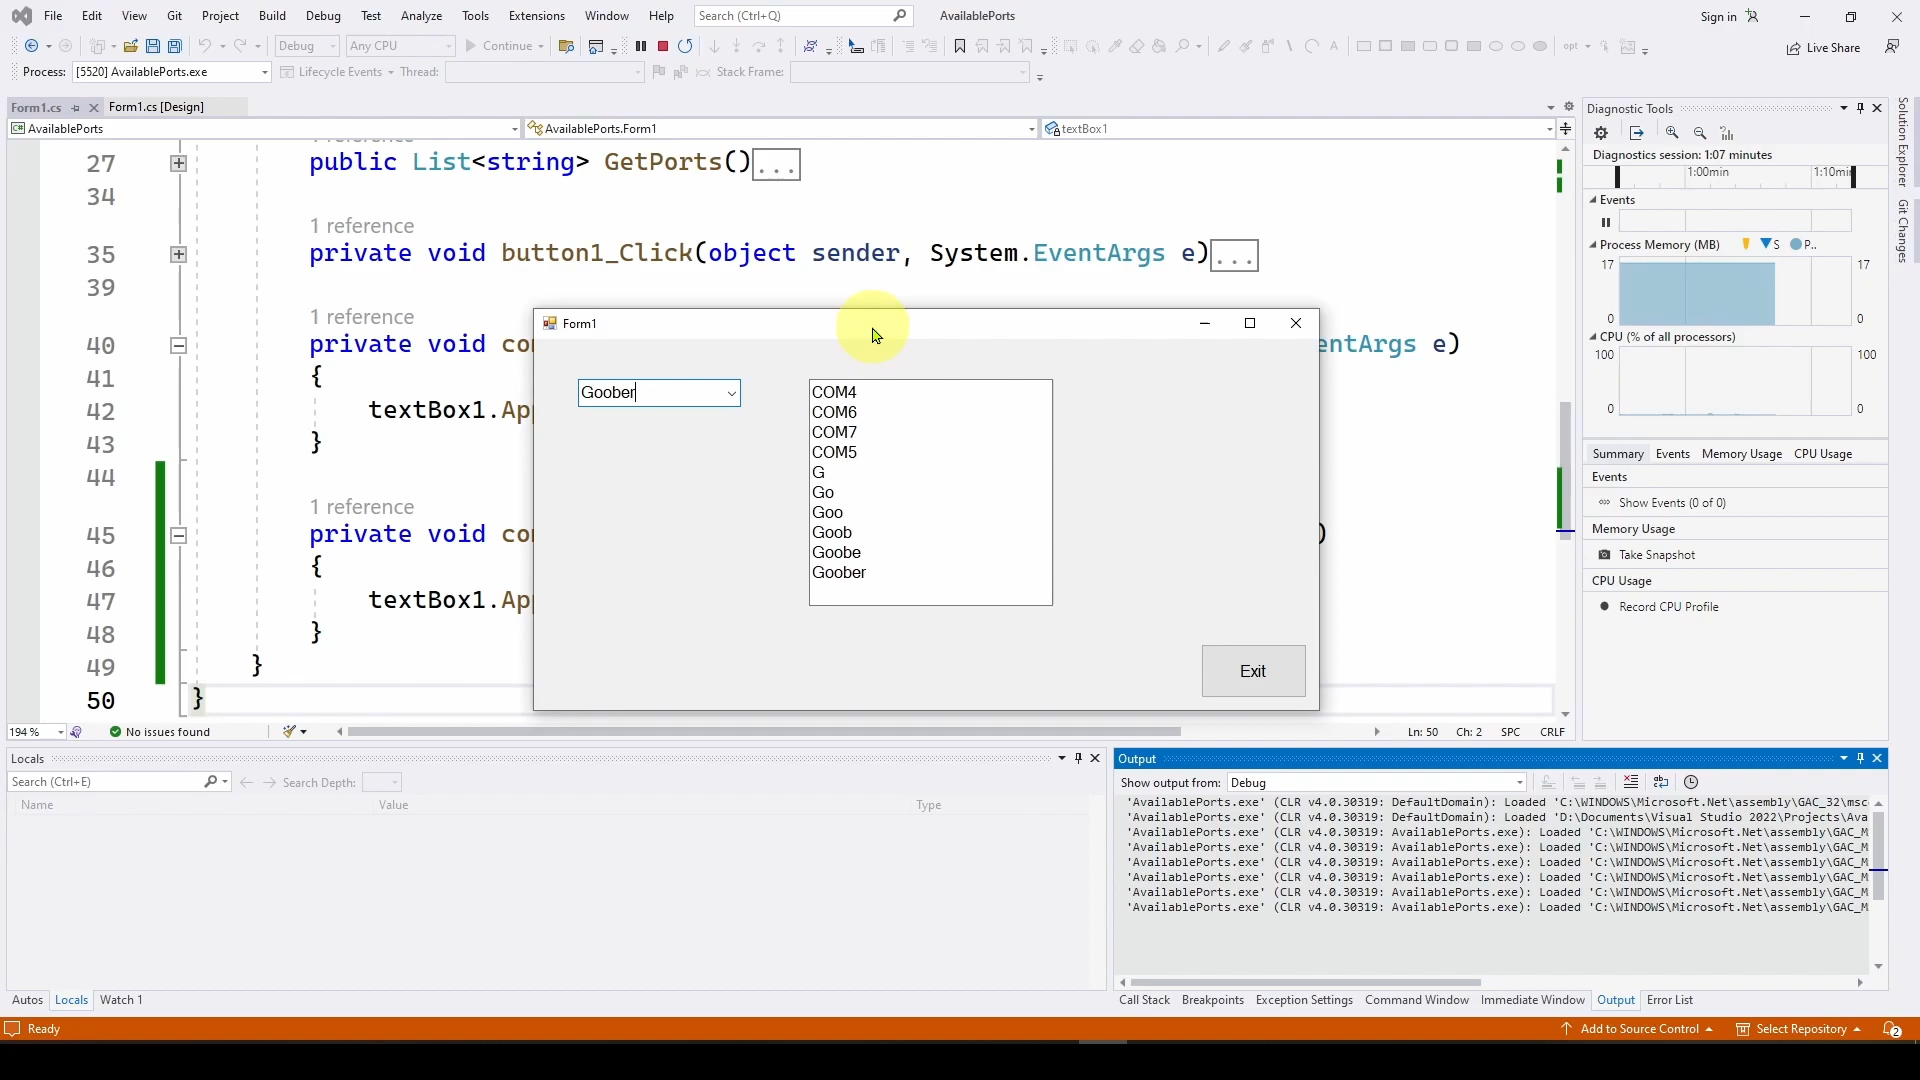 File Edit View Git Project Build Debug Test Analyze Tools Extensions Window Help Search (Ctrl+Q) AvailablePorts Sign in
Debug Any CPU Continue opt Live Share
Process: [5520] AvailablePorts.exe Lifecycle Events Thread: Stack Frame:
Form1.cs Form1.cs [Design]
AvailablePorts AvailablePorts.Form1 textBox1
27 public List<string> GetPorts()...
34
1 reference
35 private void button1_Click(object sender, System.EventArgs e)...
39
1 reference
40 private void entArgs e)
41 {
42 textBox1.
43 }
44
1 reference
45 private void )
46 {
47 textBox1.
48 }
49 }
50 }
Form1
Goober
COM4
COM6
COM7
COM5
G
Go
Goo
Goob
Goobe
Goober
Exit
194 % No issues found Ln: 50 Ch: 2 SPC CRLF
Diagnostic Tools
Diagnostics session: 1:07 minutes
1:00min 1:10min
Events
Process Memory (MB) S P..
17 17
0 0
CPU (% of all processors)
100 100
0 0
Summary Events Memory Usage CPU Usage
Events
Show Events (0 of 0)
Memory Usage
Take Snapshot
CPU Usage
Record CPU Profile
Solution Explorer
Git Changes
Locals
Search (Ctrl+E) Search Depth:
Name Value Type
Autos Locals Watch 1
Output
Show output from: Debug
'AvailablePorts.exe' (CLR v4.0.30319: DefaultDomain): Loaded 'C:\WINDOWS\Microsoft.Net\assembly\GAC_32\msc
'AvailablePorts.exe' (CLR v4.0.30319: DefaultDomain): Loaded 'D:\Documents\Visual Studio 2022\Projects\Ava
'AvailablePorts.exe' (CLR v4.0.30319: AvailablePorts.exe): Loaded 'C:\WINDOWS\Microsoft.Net\assembly\GAC_M
'AvailablePorts.exe' (CLR v4.0.30319: AvailablePorts.exe): Loaded 'C:\WINDOWS\Microsoft.Net\assembly\GAC_M
'AvailablePorts.exe' (CLR v4.0.30319: AvailablePorts.exe): Loaded 'C:\WINDOWS\Microsoft.Net\assembly\GAC_M
'AvailablePorts.exe' (CLR v4.0.30319: AvailablePorts.exe): Loaded 'C:\WINDOWS\Microsoft.Net\assembly\GAC_M
'AvailablePorts.exe' (CLR v4.0.30319: AvailablePorts.exe): Loaded 'C:\WINDOWS\Microsoft.Net\assembly\GAC_M
'AvailablePorts.exe' (CLR v4.0.30319: AvailablePorts.exe): Loaded 'C:\WINDOWS\Microsoft.Net\assembly\GAC_M
Call Stack Breakpoints Exception Settings Command Window Immediate Window Output Error List
Ready Add to Source Control Select Repository 2